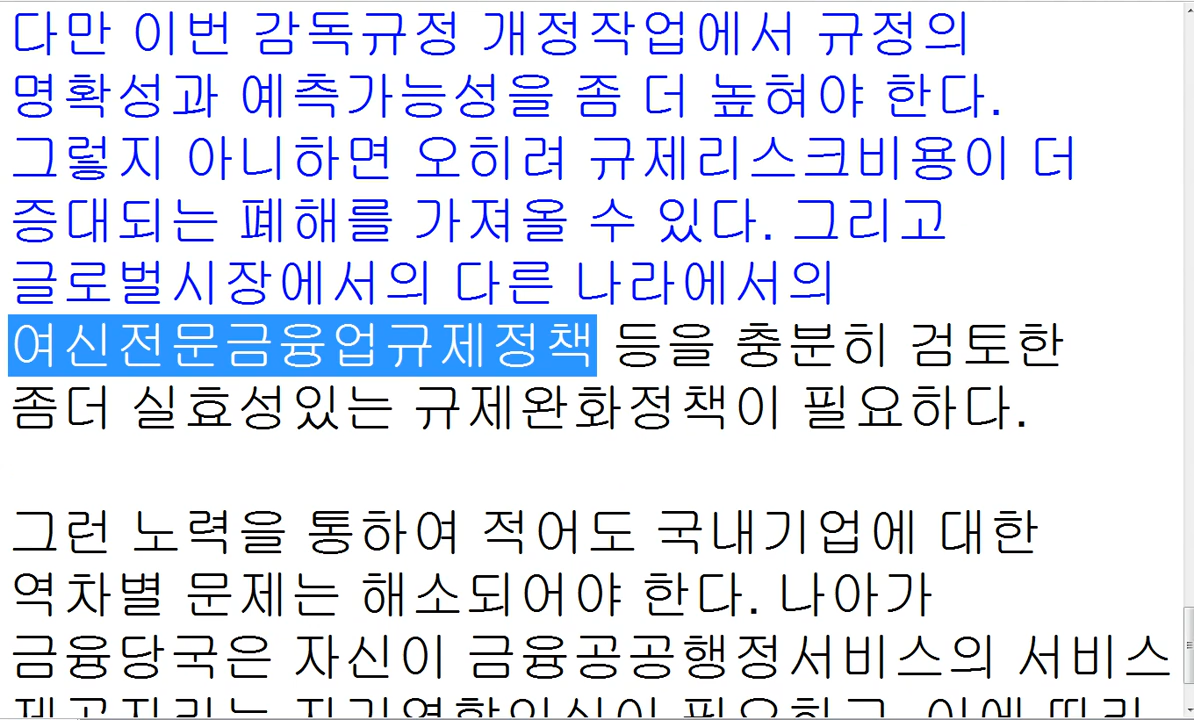 다만 이번 감독규정 개정작업에서 규정의
명확성과 예측가능성을 좀 더 높혀야 한다.
그렇지 아니하면 오히려 규제리스크비용이 더
증대되는 폐해를 가져올 수 있다. 그리고
글로벌시장에서의 다른 나라에서의
여신전문금융업규제정책 등을 충분히 검토한
좀더 실효성있는 규제완화정책이 필요하다.
그런 노력을 통하여 적어도 국내기업에 대한
역차별 문제는 해소되어야 한다. 나아가
금융당국은 자신이 금융공공행정서비스의 서비스